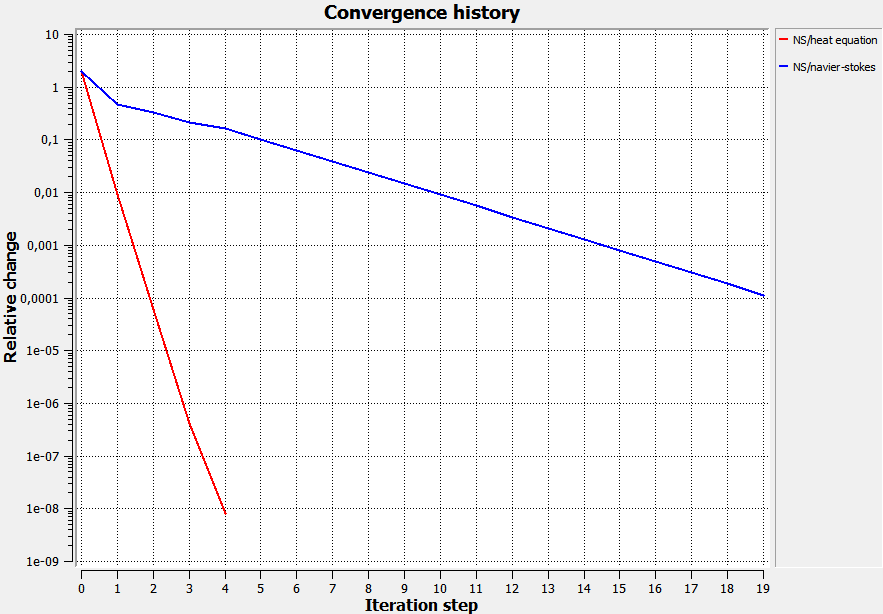 Convergence history
NS/heat equation
NS/navier-stokes
Relative change
10
1
0,1
0,01
0,001
0,0001
1e-05
1e-06
1e-07
1e-08
1e-09
0 1 2 3 4 5 6 7 8 9 10 11 12 13 14 15 16 17 18 19
Iteration step